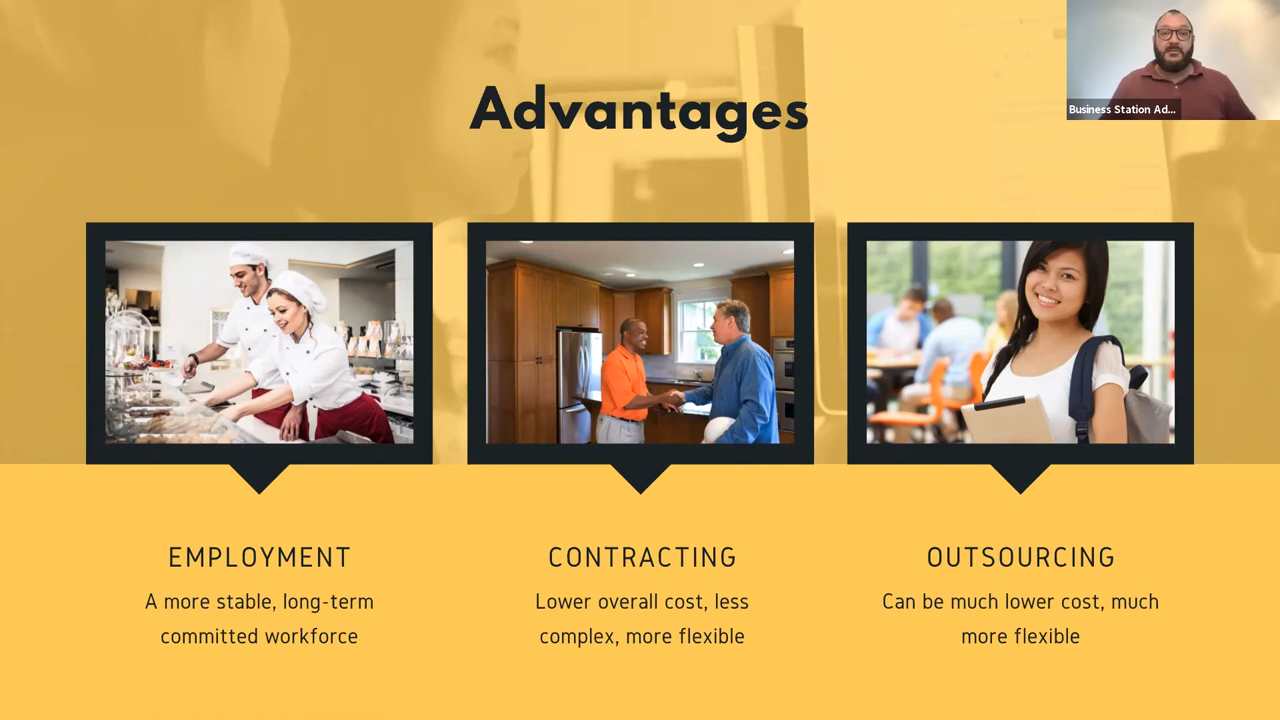 Advantages
Business Station Ad...
EMPLOYMENT
A more stable, long-term
committed workforce
CONTRACTING
Lower overall cost, less
complex, more flexible
OUTSOURCING
Can be much lower cost, much
more flexible